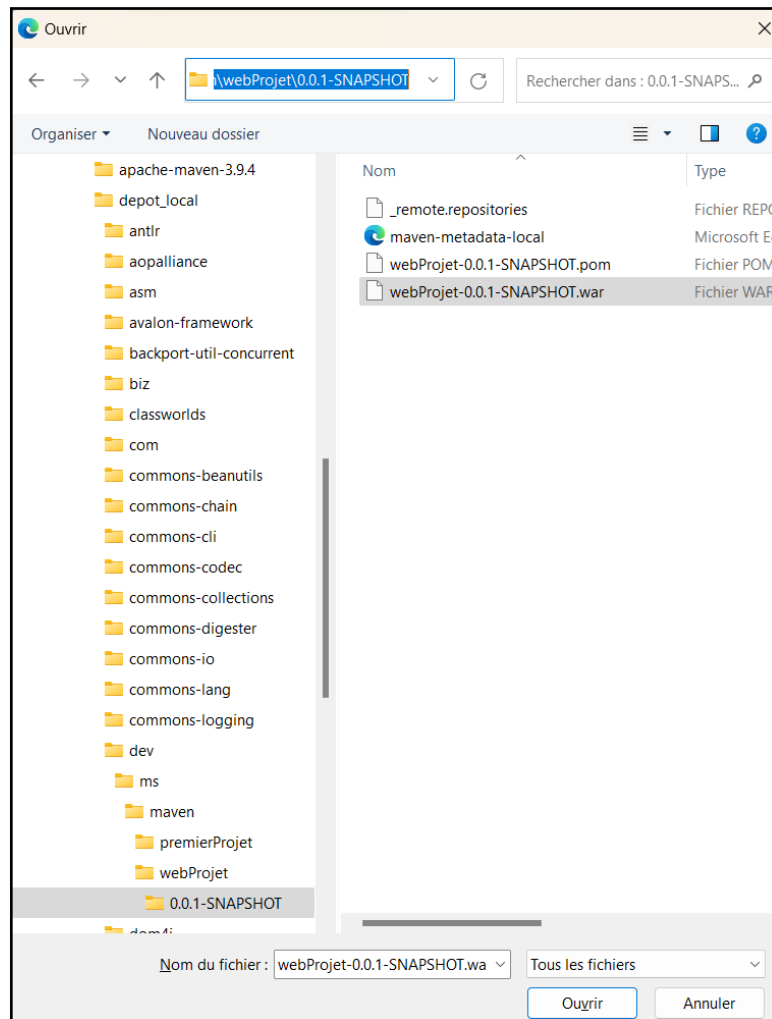 Ouvrir
\webProjet\0.0.1-SNAPSHOT
Rechercher dans : 0.0.1-SNAPS...
Organiser
Nouveau dossier
apache-maven-3.9.4
depot_local
antlr
aopalliance
asm
avalon-framework
backport-util-concurrent
biz
classworlds
com
commons-beanutils
commons-chain
commons-cli
commons-codec
commons-collections
commons-digester
commons-io
commons-lang
commons-logging
dev
ms
maven
premierProjet
webProjet
0.0.1-SNAPSHOT
Nom Type
_remote.repositories Fichier REPO
maven-metadata-local Microsoft E
webProjet-0.0.1-SNAPSHOT.pom Fichier POM
webProjet-0.0.1-SNAPSHOT.war Fichier WAR
Nom du fichier : webProjet-0.0.1-SNAPSHOT.wa Tous les fichiers
Ouvrir Annuler